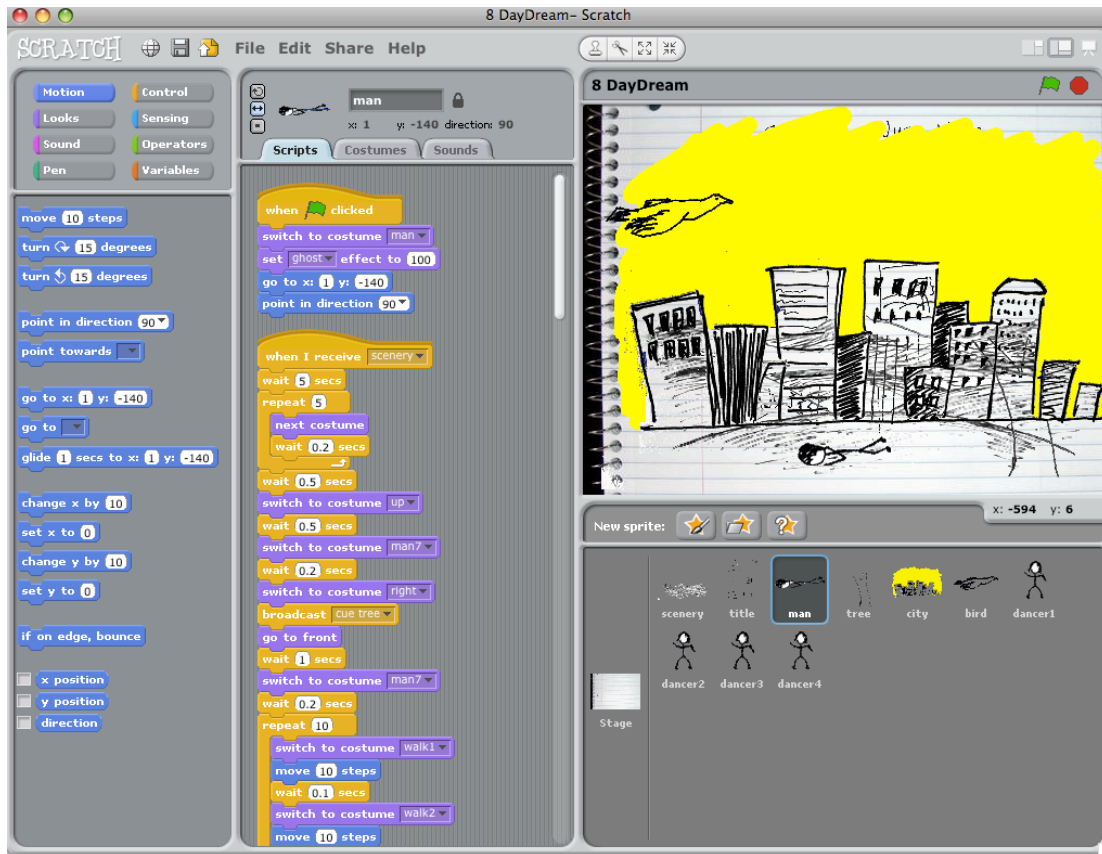 8 DayDream- Scratch
SCRATCH File Edit Share Help
Motion Control
Looks Sensing
Sound Operators
Pen Variables
move 10 steps
turn 15 degrees
turn 15 degrees
point in direction 90
point towards
go to x: 1 y: -140
go to
glide 1 secs to x: 1 y: -140
change x by 10
set x to 0
change y by 10
set y to 0
if on edge, bounce
x position
y position
direction
man
x: 1 y: -140 direction: 90
Scripts Costumes Sounds
when clicked
switch to costume man
set ghost effect to 100
go to x: 1 y: -140
point in direction 90
when I receive scenery
wait 5 secs
repeat 5
next costume
wait 0.2 secs
wait 0.5 secs
switch to costume up
wait 0.5 secs
switch to costume man7
wait 0.2 secs
switch to costume right
broadcast cue tree
go to front
wait 1 secs
switch to costume man7
wait 0.2 secs
repeat 10
switch to costume walk1
move 10 steps
wait 0.1 secs
switch to costume walk2
move 10 steps
8 DayDream
x: -594 y: 6
New sprite:
scenery title man tree city bird dancer1
dancer2 dancer3 dancer4
Stage